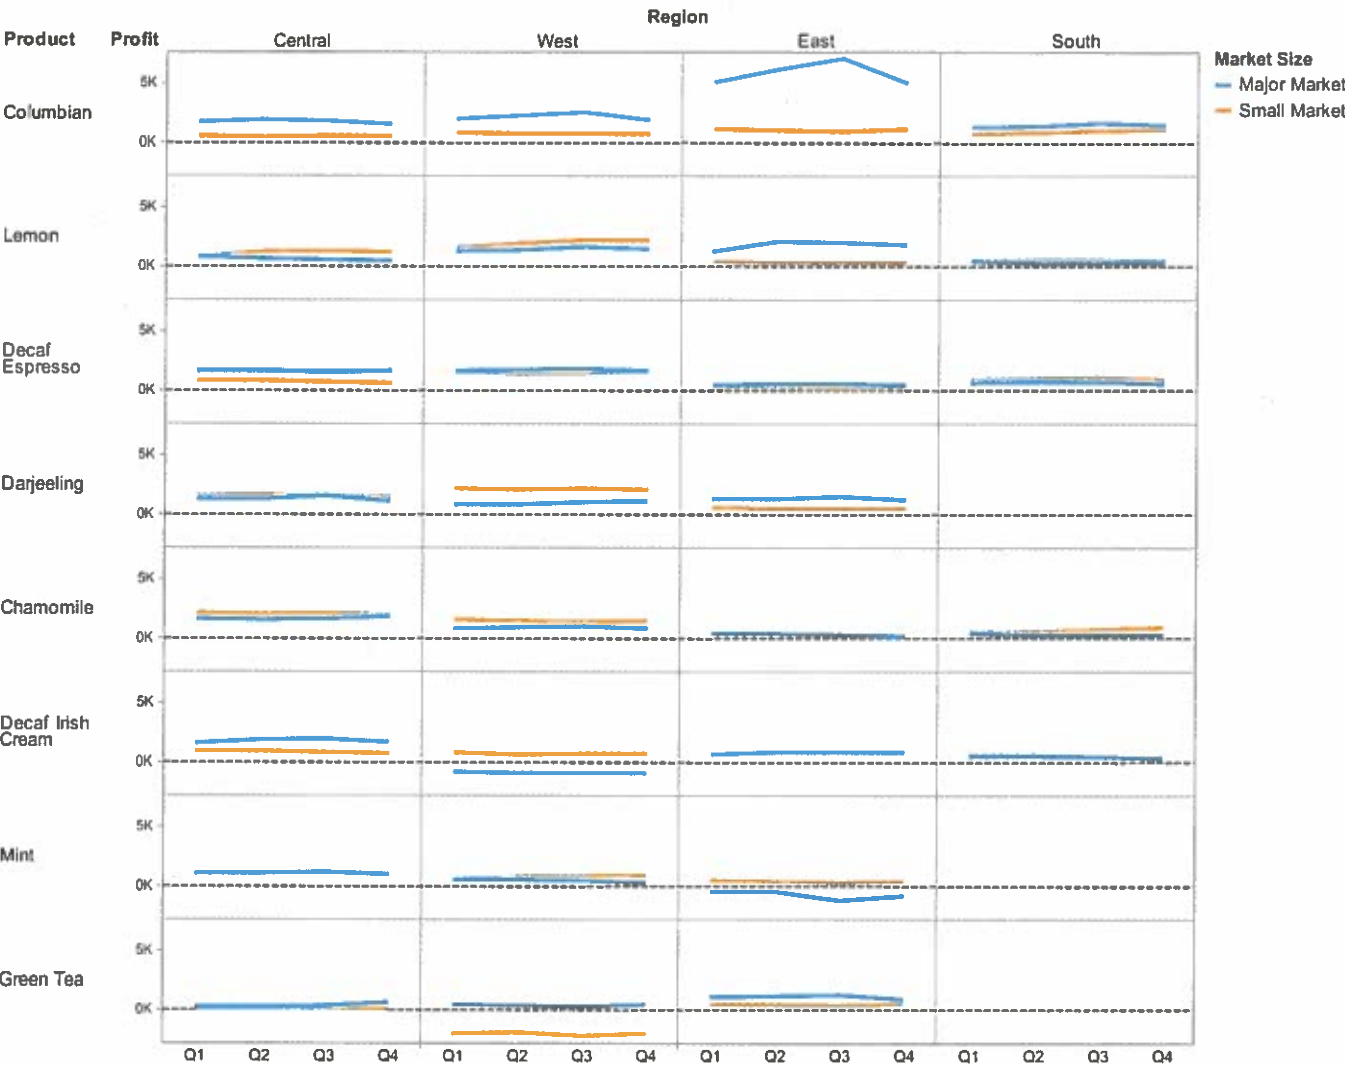 Region
Product Profit Central West East South
Market Size
Major Market
Small Market
5K
Columbian
0K
5K
Lemon
0K
5K
Decaf
Espresso
0K
5K
Darjeeling
0K
5K
Chamomile
0K
5K
Decaf Irish
Cream
0K
5K
Mint
0K
5K
Green Tea
0K
Q1 Q2 Q3 Q4 Q1 Q2 Q3 Q4 Q1 Q2 Q3 Q4 Q1 Q2 Q3 Q4